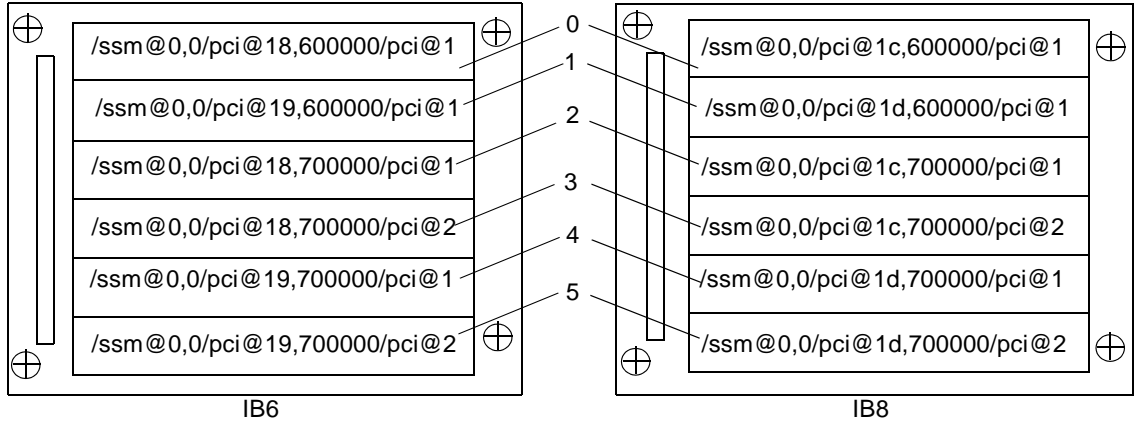 /ssm@0,0/pci@18,600000/pci@1
/ssm@0,0/pci@19,600000/pci@1
/ssm@0,0/pci@18,700000/pci@1
/ssm@0,0/pci@18,700000/pci@2
/ssm@0,0/pci@19,700000/pci@1
/ssm@0,0/pci@19,700000/pci@2
IB6
0
1
2
3
4
5
/ssm@0,0/pci@1c,600000/pci@1
/ssm@0,0/pci@1d,600000/pci@1
/ssm@0,0/pci@1c,700000/pci@1
/ssm@0,0/pci@1c,700000/pci@2
/ssm@0,0/pci@1d,700000/pci@1
/ssm@0,0/pci@1d,700000/pci@2
IB8